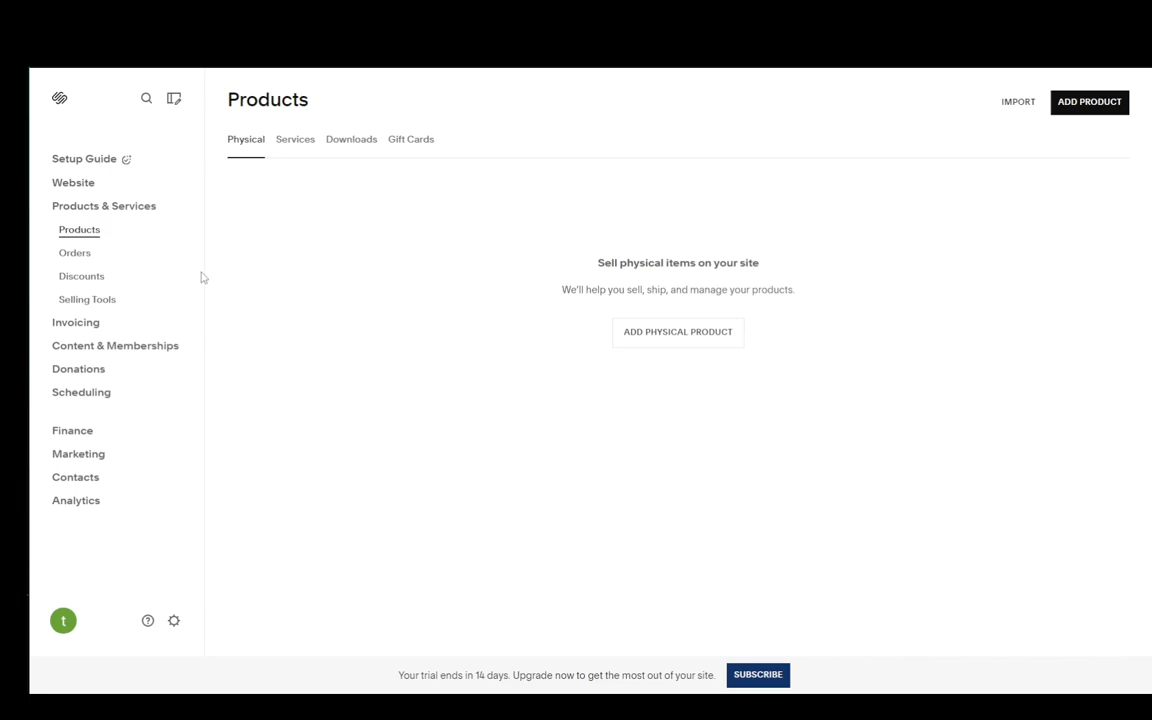 Products
IMPORT
ADD PRODUCT
Physical
Services
Downloads
Gift Cards
Setup Guide
Website
Products & Services
Products
Orders
Discounts
Selling Tools
Invoicing
Content & Memberships
Donations
Scheduling
Finance
Marketing
Contacts
Analytics
Sell physical items on your site
We'll help you sell, ship, and manage your products.
ADD PHYSICAL PRODUCT
t
Your trial ends in 14 days. Upgrade now to get the most out of your site.
SUBSCRIBE